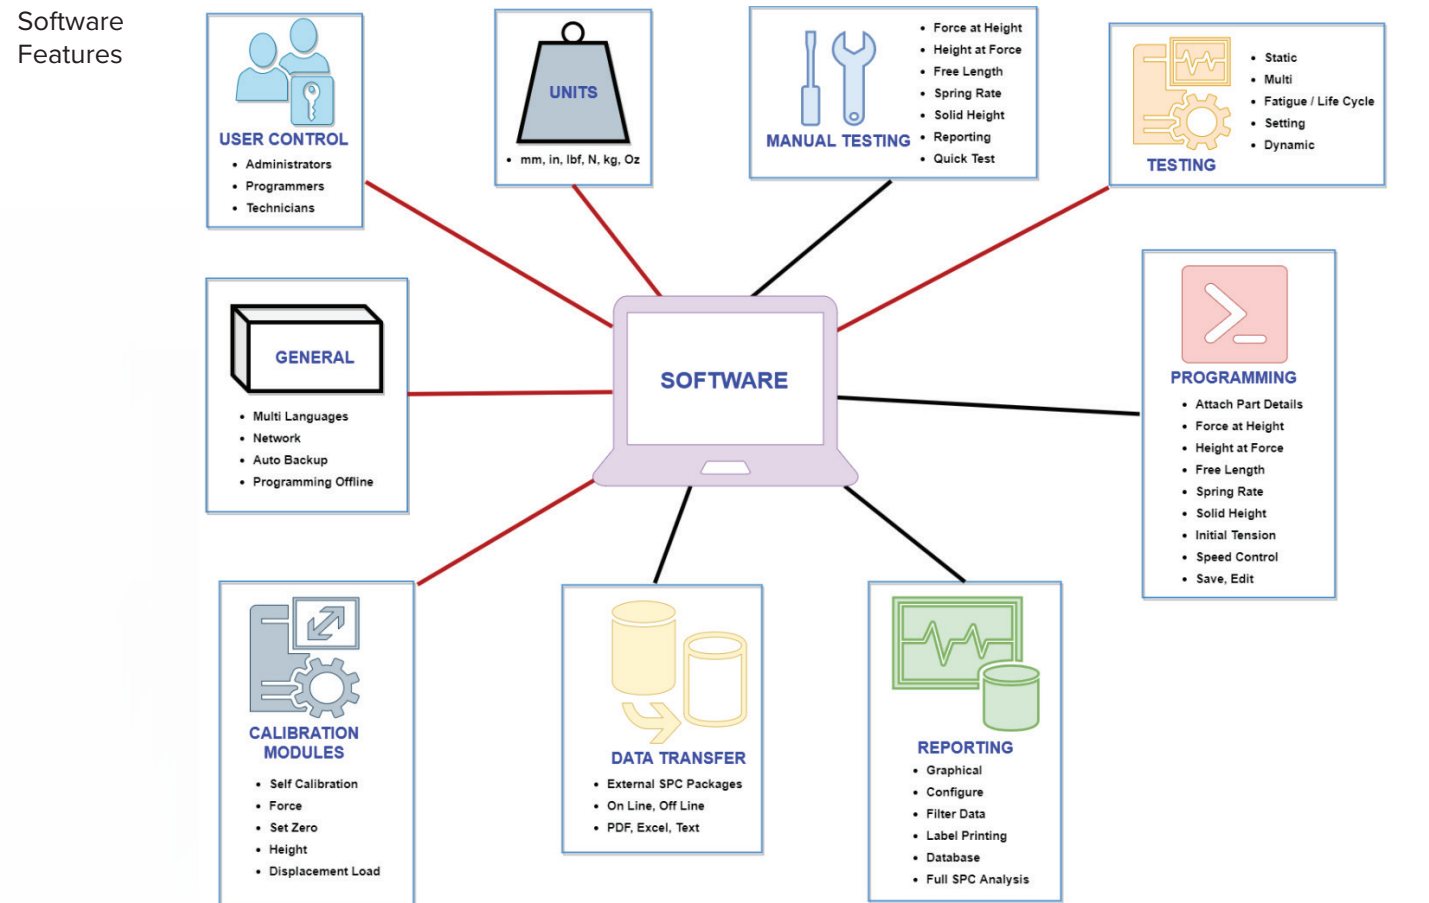 Software
Features
USER CONTROL
• Administrators
• Programmers
• Technicians
UNITS
• mm, in, lbf, N, kg, Oz
MANUAL TESTING
• Force at Height
• Height at Force
• Free Length
• Spring Rate
• Solid Height
• Reporting
• Quick Test
TESTING
• Static
• Multi
• Fatigue / Life Cycle
• Setting
• Dynamic
GENERAL
• Multi Languages
• Network
• Auto Backup
• Programming Offline
SOFTWARE
PROGRAMMING
• Attach Part Details
• Force at Height
• Height at Force
• Free Length
• Spring Rate
• Solid Height
• Initial Tension
• Speed Control
• Save, Edit
CALIBRATION
MODULES
• Self Calibration
• Force
• Set Zero
• Height
• Displacement Load
DATA TRANSFER
• External SPC Packages
• On Line, Off Line
• PDF, Excel, Text
REPORTING
• Graphical
• Configure
• Filter Data
• Label Printing
• Database
• Full SPC Analysis